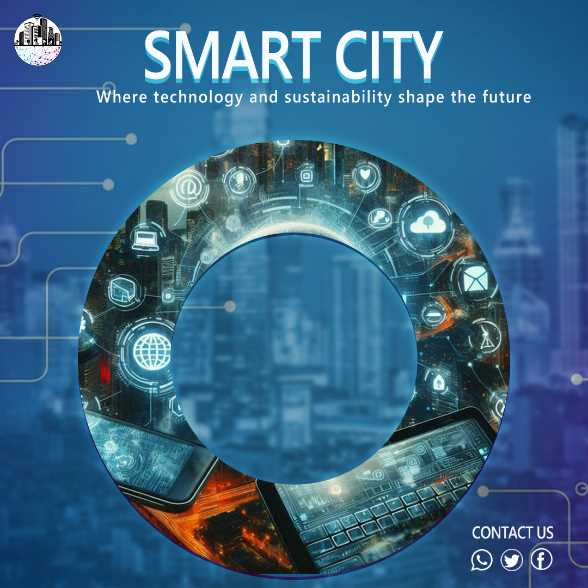 SMART CITY
Where technology and sustainability shape the future
CONTACT US